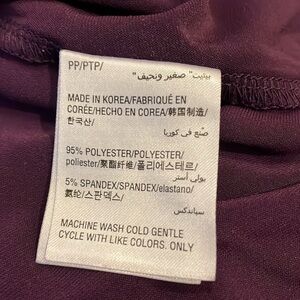 PP/PTP/ بيتيت" صغير ونحيف"
MADE IN KOREA/FABRIQUÉ EN
CORÉE/HECHO EN COREA/韩国制造/
한국산/ صنع في كوريا
95% POLYESTER/POLYESTER/
poliester/聚酯纤维/폴리에스테르/
بولي أستر
5% SPANDEX/SPANDEX/elastano/
氨纶/스판덱스/
سباندكس
MACHINE WASH COLD GENTLE
CYCLE WITH LIKE COLORS. ONLY